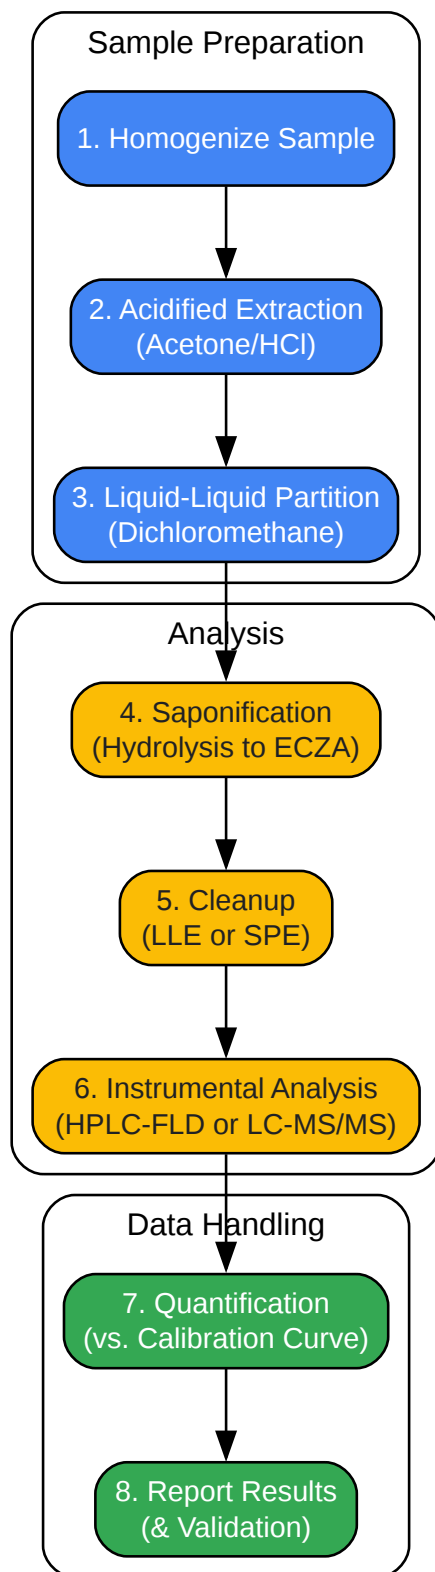 Sample Preparation
1. Homogenize Sample
2. Acidified Extraction
(Acetone/HCl)
3. Liquid-Liquid Partition
(Dichloromethane)
Analysis
4. Saponification
(Hydrolysis to ECZA)
5. Cleanup
(LLE or SPE)
6. Instrumental Analysis
(HPLC-FLD or LC-MS/MS)
Data Handling
7. Quantification
(vs. Calibration Curve)
8. Report Results
(& Validation)